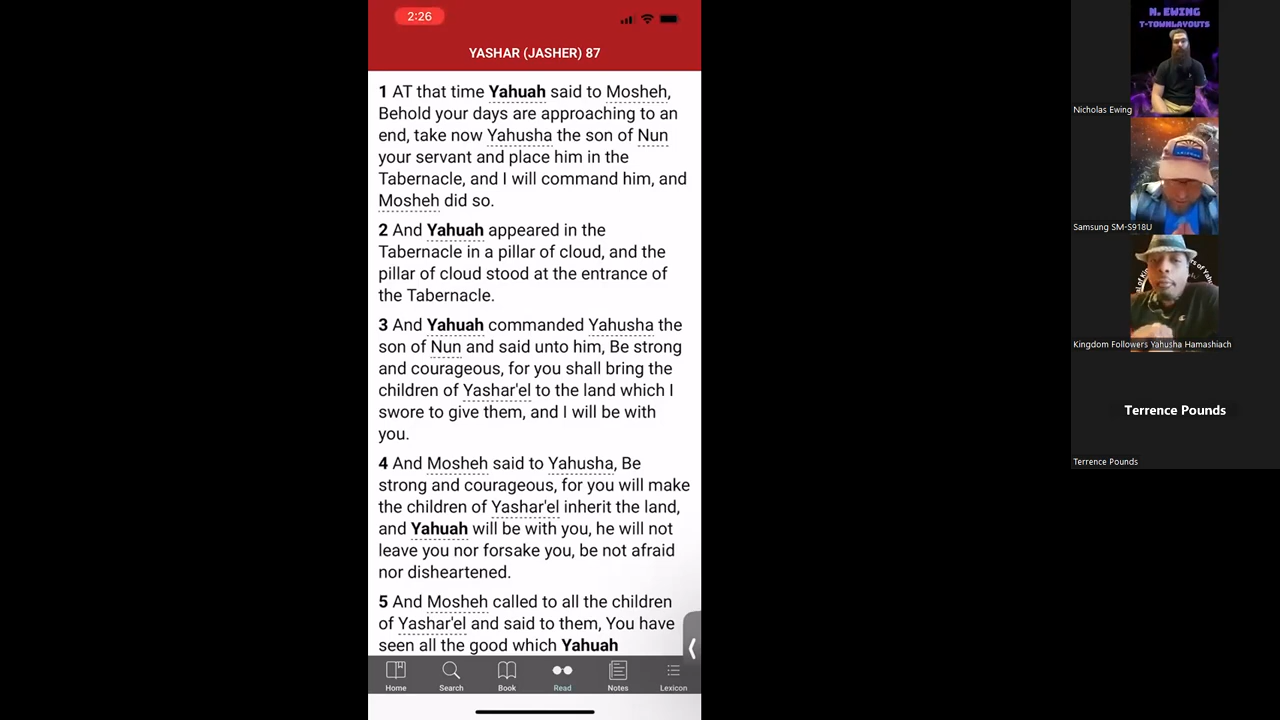 2:26
YASHAR (JASHER) 87
1 AT that time Yahuah said to Mosheh,
Behold your days are approaching to an
end, take now Yahusha the son of Nun
your servant and place him in the
Tabernacle, and I will command him, and
Mosheh did so.
2 And Yahuah appeared in the
Tabernacle in a pillar of cloud, and the
pillar of cloud stood at the entrance of
the Tabernacle.
3 And Yahuah commanded Yahusha the
son of Nun and said unto him, Be strong
and courageous, for you shall bring the
children of Yashar'el to the land which I
swore to give them, and I will be with
you.
4 And Mosheh said to Yahusha, Be
strong and courageous, for you will make
the children of Yashar'el inherit the land,
and Yahuah will be with you, he will not
leave you nor forsake you, be not afraid
nor disheartened.
5 And Mosheh called to all the children
of Yashar'el and said to them, You have
seen all the good which Yahuah
Home
Search
Book
Read
Notes
Lexicon
N. EWING
T-TOWNLAYOUTS
Nicholas Ewing
Samsung SM-S918U
Kingdom Followers Yahusha Hamashiach
Terrence Pounds
Terrence Pounds